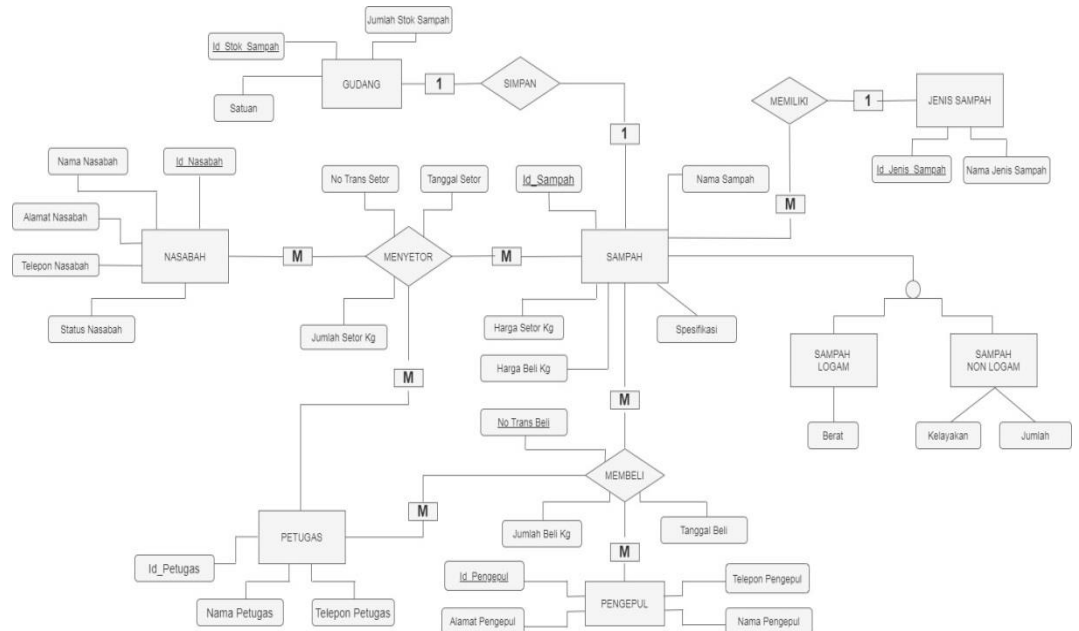 Jumlah Stok Sampah
Id_Stok_Sampah
GUDANG
1
SIMPAN
MEMILIKI
1
JENIS SAMPAH
Satuan
1
Id_Jenis_Sampah
Nama Jenis Sampah
Nama Nasabah
Id_Nasabah
No Trans Setor
Tanggal Setor
Id_Sampah
Nama Sampah
M
Alamat Nasabah
NASABAH
M
MENYETOR
M
SAMPAH
Telepon Nasabah
Status Nasabah
Jumlah Setor Kg
Harga Setor Kg
Spesifikasi
Harga Beli Kg
SAMPAH
LOGAM
SAMPAH
NON LOGAM
M
M
No Trans Beli
Berat
Kelayakan
Jumlah
MEMBELI
M
Jumlah Beli Kg
Tanggal Beli
PETUGAS
M
Id_Petugas
Nama Petugas
Telepon Petugas
Id_Pengepul
Telepon Pengepul
PENGEPUL
Alamat Pengepul
Nama Pengepul